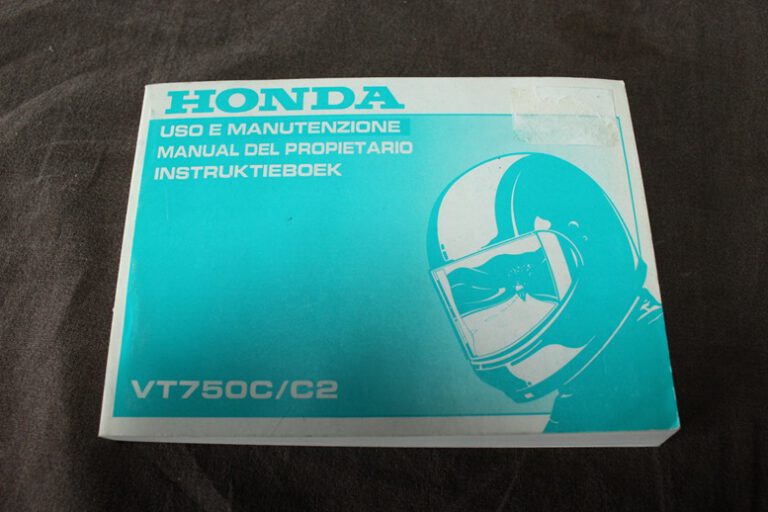 HONDA
USO E MANUTENZIONE
MANUAL DEL PROPIETARIO
INSTRUKTIEBOEK
VT750C/C2